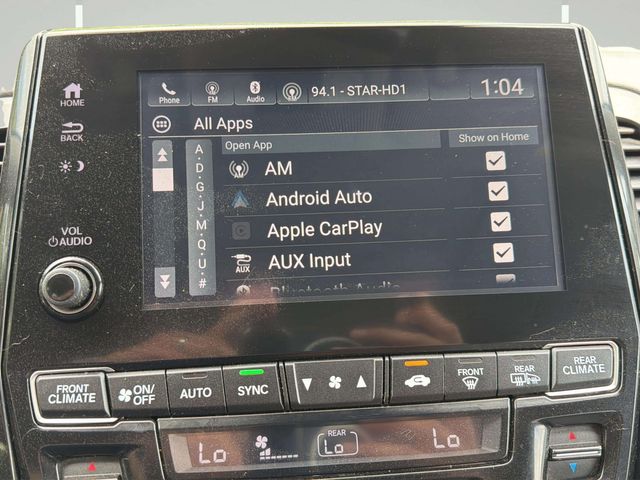 94.1 - STAR-HD1
1:04
Phone
FM
Audio
HOME
All Apps
BACK
Open App
Show on Home
A
D
G
J
M
Q
U
#
AM
Android Auto
Apple CarPlay
AUX
AUX Input
Bluetooth Audio
VOL
AUDIO
FRONT
CLIMATE
ON/
OFF
AUTO
SYNC
FRONT
REAR
REAR
CLIMATE
Lo
REAR
Lo
Lo